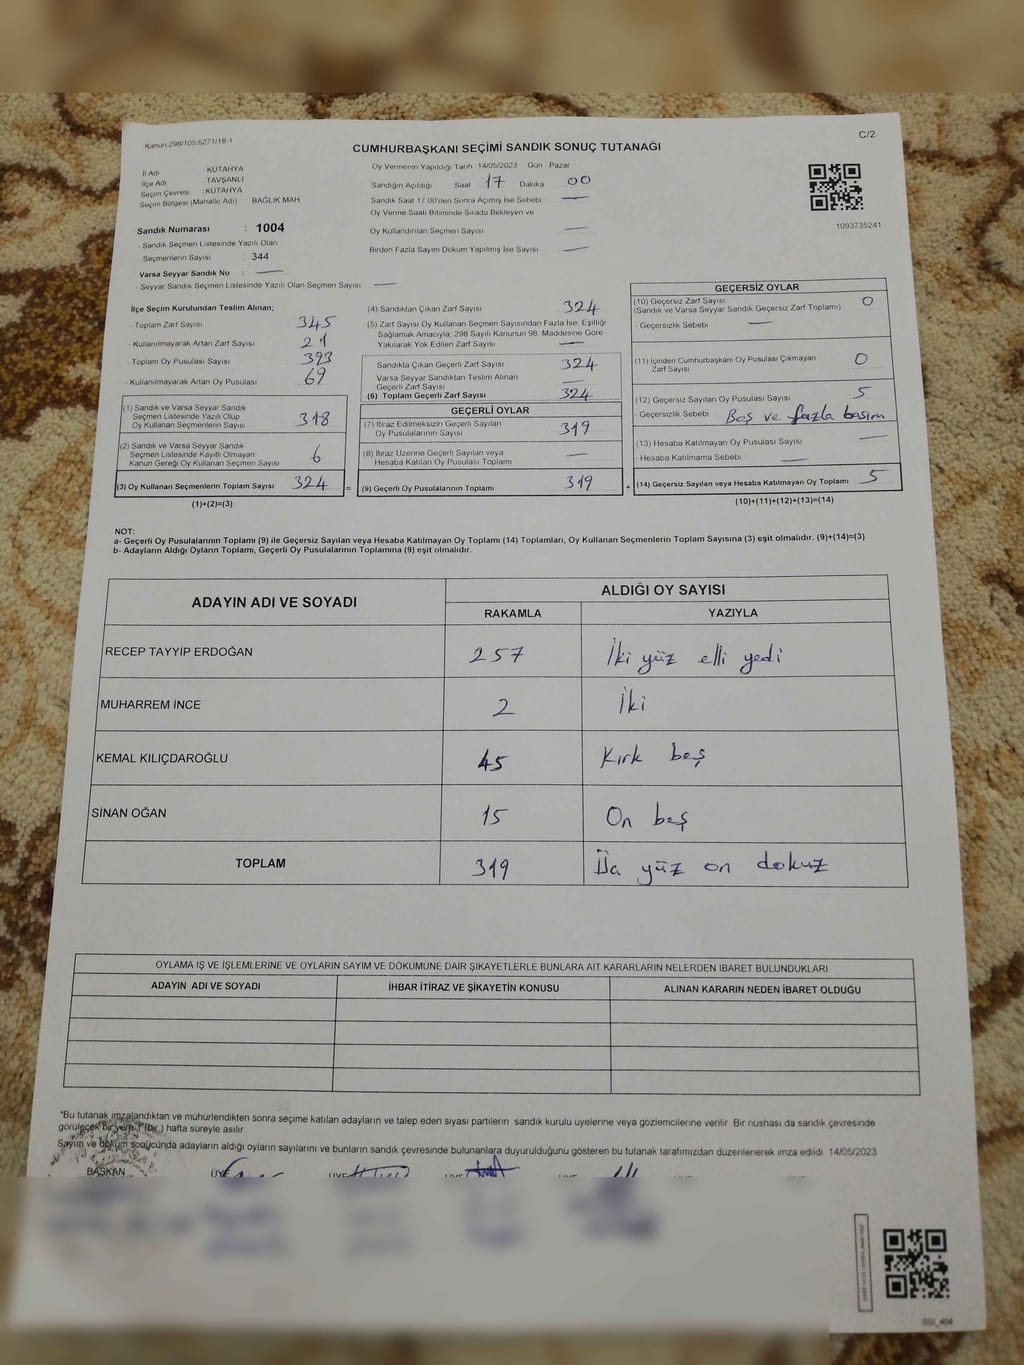 Kanun:298/105,6271/18-1
C/2
CUMHURBAŞKANI SEÇİMİ SANDIK SONUÇ TUTANAĞI
İl Adı KUTAHYA
İlçe Adı TAVŞANLI
Seçim Çevresi : KUTAHYA
Seçim Bölgesi (Mahalle Adı) BAĞLIK MAH
Sandık Numarası : 1004
- Sandık Seçmen Listesinde Yazılı Olan
Seçmenlerin Sayısı : 344
Varsa Seyyar Sandık No : —
- Seyyar Sandık Seçmen Listesinde Yazılı Olan Seçmen Sayısı —
Oy Vermenin Yapıldığı Tarih 14/05/2023 Gün Pazar
Sandığın Açıldığı Saat 17 Dakika 00
Sandık Saat 17:00'den Sonra Açımış İse Sebebi —
Oy Verme Saati Bitiminde Sırada Bekleyen ve
Oy Kullandırılan Seçmen Sayısı —
Birden Fazla Sayım Döküm Yapılmış İse Sayısı —
1093735241
İlçe Seçim Kurulundan Teslim Alınan;
- Toplam Zarf Sayısı 345
- Kullanılmayarak Artan Zarf Sayısı 21
- Toplam Oy Pusulası Sayısı 393
- Kullanılmayarak Artan Oy Pusulası 69
(1) Sandık ve Varsa Seyyar Sandık
Seçmen Listesinde Yazılı Olup
Oy Kullanan Seçmenlerin Sayısı 318
(2) Sandık ve Varsa Seyyar Sandık
Seçmen Listesinde Kayıtlı Olmayan
Kanun Gereği Oy Kullanan Seçmen Sayısı 6
(3) Oy Kullanan Seçmenlerin Toplam Sayısı 324
(1)+(2)=(3)
(4) Sandıktan Çıkan Zarf Sayısı 324
(5) Zarf Sayısı Oy Kullanan Seçmen Sayısından Fazla İse, Eşitliği
Sağlamak Amacıyla, 298 Sayılı Kanunun 98. Maddesine Göre
Yakılarak Yok Edilen Zarf Sayısı —
Sandıkta Çıkan Geçerli Zarf Sayısı 324
Varsa Seyyar Sandıktan Teslim Alınan
Geçerli Zarf Sayısı —
(6) Toplam Geçerli Zarf Sayısı 324
GEÇERLİ OYLAR
(7) İtiraz Edilmeksizin Geçerli Sayılan
Oy Pusulalarının Sayısı 319
(8) İtiraz Üzerine Geçerli Sayılan veya
Hesaba Katılan Oy Pusulası Toplamı —
= (9) Geçerli Oy Pusulalarının Toplamı 319 +
GEÇERSİZ OYLAR
(10) Geçersiz Zarf Sayısı 0
(Sandık ve Varsa Seyyar Sandık Geçersiz Zarf Toplamı)
- Geçersizlik Sebebi —
(11) İçinden Cumhurbaşkanı Oy Pusulası Çıkmayan
Zarf Sayısı 0
(12) Geçersiz Sayılan Oy Pusulası Sayısı 5
- Geçersizlik Sebebi Boş ve fazla basım
(13) Hesaba Katılmayan Oy Pusulası Sayısı —
- Hesaba Katılmama Sebebi —
(14) Geçersiz Sayılan veya Hesaba Katılmayan Oy Toplamı 5
(10)+(11)+(12)+(13)=(14)
NOT:
a- Geçerli Oy Pusulalarının Toplamı (9) ile Geçersiz Sayılan veya Hesaba Katılmayan Oy Toplamı (14) Toplamları, Oy Kullanan Seçmenlerin Toplam Sayısına (3) eşit olmalıdır. (9)+(14)=(3)
b- Adayların Aldığı Oyların Toplamı, Geçerli Oy Pusulalarının Toplamına (9) eşit olmalıdır.
ADAYIN ADI VE SOYADI ALDIĞI OY SAYISI
RAKAMLA YAZIYLA
RECEP TAYYİP ERDOĞAN 257 İki yüz elli yedi
MUHARREM İNCE 2 İki
KEMAL KILIÇDAROĞLU 45 Kırk beş
SİNAN OĞAN 15 On beş
TOPLAM 319 yüz on dokuz
OYLAMA İŞ VE İŞLEMLERİNE VE OYLARIN SAYIM VE DÖKÜMÜNE DAİR ŞİKAYETLERLE BUNLARA AİT KARARLARIN NELERDEN İBARET BULUNDUKLARI
ADAYIN ADI VE SOYADI İHBAR İTİRAZ VE ŞİKAYETİN KONUSU ALINAN KARARIN NEDEN İBARET OLDUĞU
*Bu tutanak imzalandıktan ve mühürlendikten sonra seçime katılan adayların ve talep eden siyasi partilerin sandık kurulu üyelerine veya gözlemcilerine verilir. Bir nüshası da sandık çevresinde
görülecek bir yere 1 (bir) hafta süreyle asılır.
Sayım ve döküm sonucunda adayların aldığı oyların sayılarını ve bunların sandık çevresinde bulunanlara duyurulduğunu gösteren bu tutanak tarafımızdan düzenlenerek imza edildi. 14/05/2023
BAŞKAN ÜYE ÜYE ÜYE ÜYE